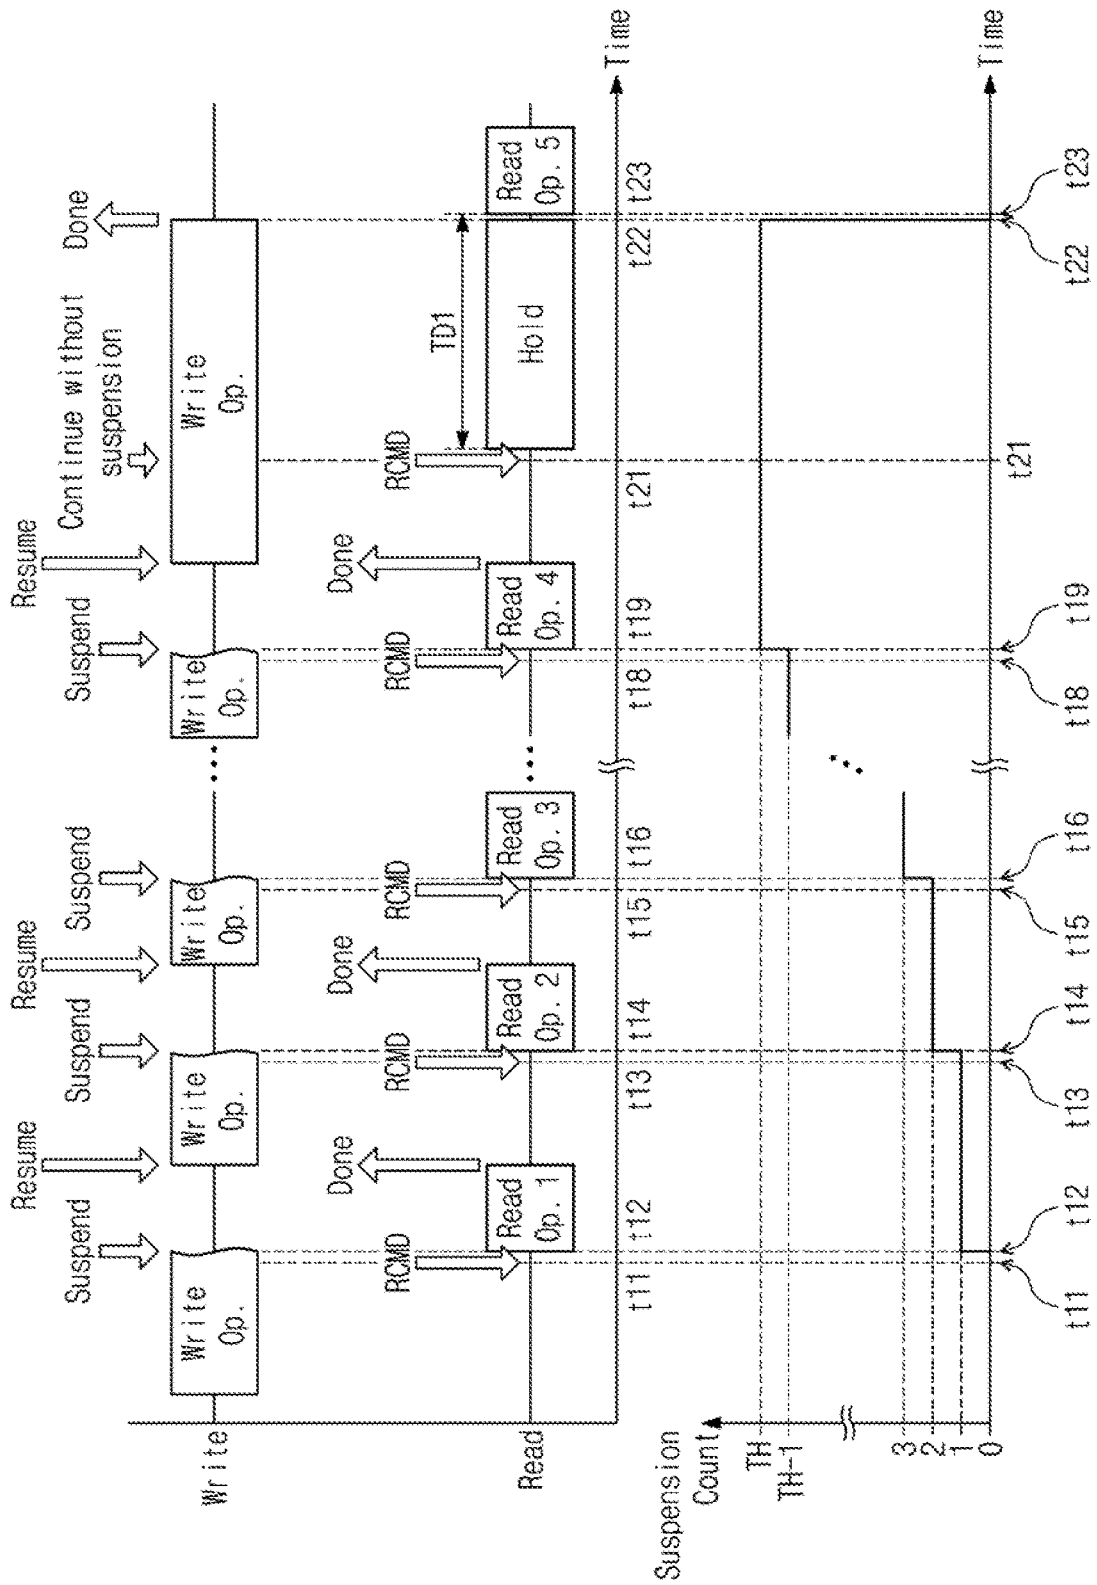 Suspend
Resume
Suspend
Resume
Suspend
Suspend
Resume
Continue without
suspension
Done
Write
Write
Op.
Write
Op.
Write
Op.
Write
Op.
Write
Op.
RCMD
Done
RCMD
Done
RCMD
RCMD
Done
RCMD
TD1
Read
Read
Op. 1
Read
Op. 2
Read
Op. 3
Read
Op. 4
Hold
Read
Op. 5
t11
t12
t13
t14
t15
t16
t18
t19
t21
t22
t23
Time
Suspension
Count
TH
TH-1
3
2
1
0
Time
t21
t11
t12
t13
t14
t15
t16
t18
t19
t22
t23